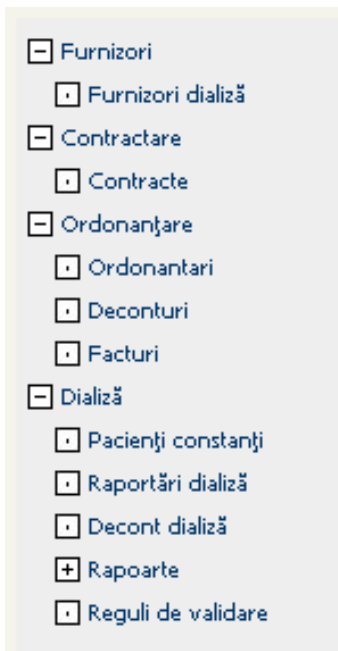 Furnizori
Furnizori dializă
Contractare
Contracte
Ordonanţare
Ordonantari
Deconturi
Facturi
Dializă
Pacienţi constanţi
Raportări dializă
Decont dializă
Rapoarte
Reguli de validare